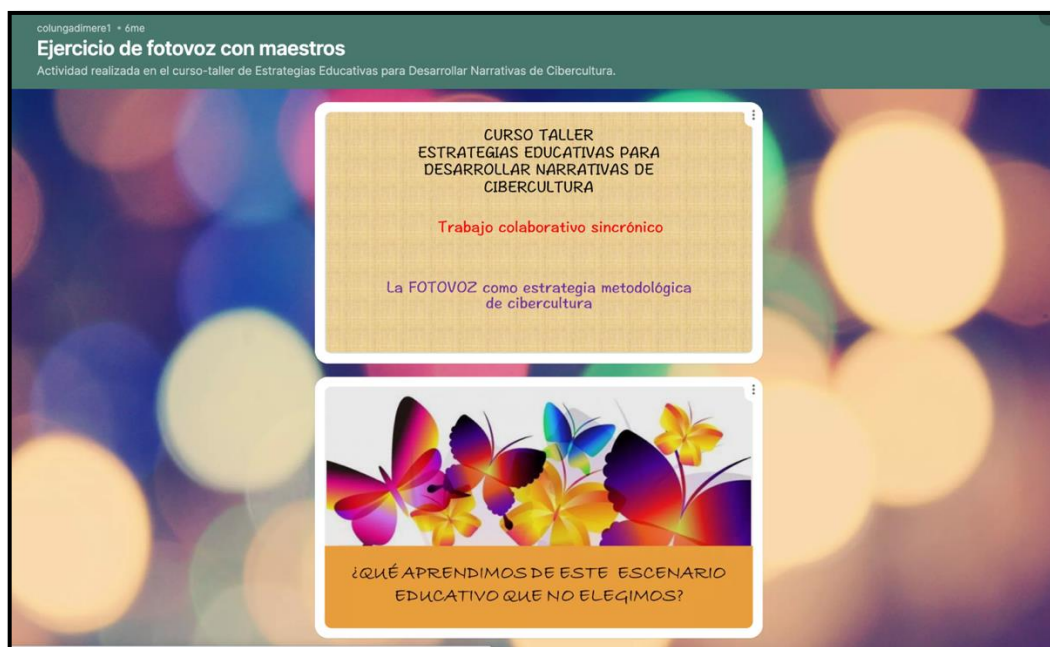 colungadimere1 • 6me
Ejercicio de fotovoz con maestros
Actividad realizada en el curso-taller de Estrategias Educativas para Desarrollar Narrativas de Cibercultura.
CURSO TALLER
ESTRATEGIAS EDUCATIVAS PARA
DESARROLLAR NARRATIVAS DE
CIBERCULTURA
Trabajo colaborativo sincrónico
La FOTOVOZ como estrategia metodológica
de cibercultura
¿QUÉ APRENDIMOS DE ESTE ESCENARIO
EDUCATIVO QUE NO ELEGIMOS?